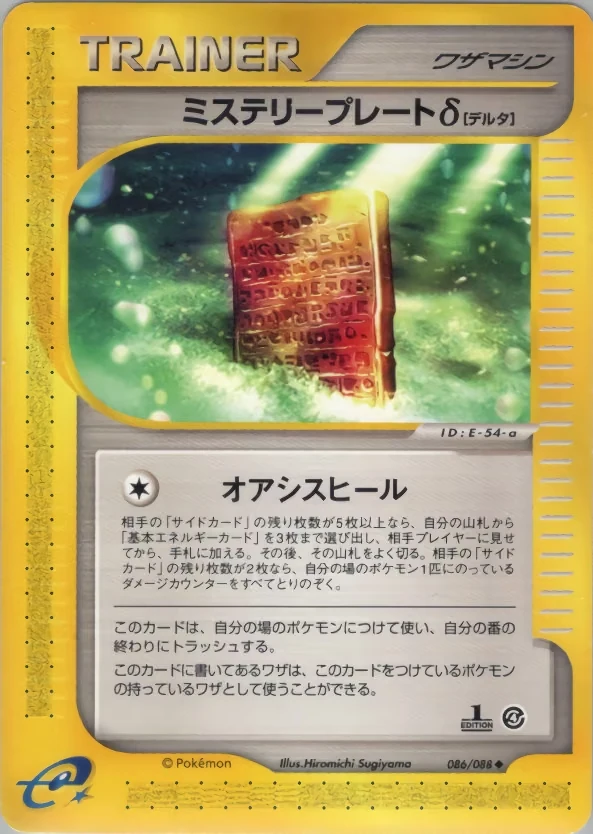 TRAINER
ワザマシン
ミステリープレートδ[デルタ]
ID:E-54-a
オアシスヒール
相手の「サイドカード」の残り枚数が5枚以上なら、自分の山札から
「基本エネルギーカード」を3枚まで選び出し、相手プレイヤーに見せ
てから、手札に加える。その後、その山札をよく切る。相手の「サイド
カード」の残り枚数が2枚なら、自分の場のポケモン1匹にのっている
ダメージカウンターをすべてとりのぞく。
このカードは、自分の場のポケモンにつけて使い、自分の番の
終わりにトラッシュする。
このカードに書いてあるワザは、このカードをつけているポケモン
の持っているワザとして使うことができる。
1
EDITION
e
© Pokémon
Illus.Hiromichi Sugiyama
086/088◆